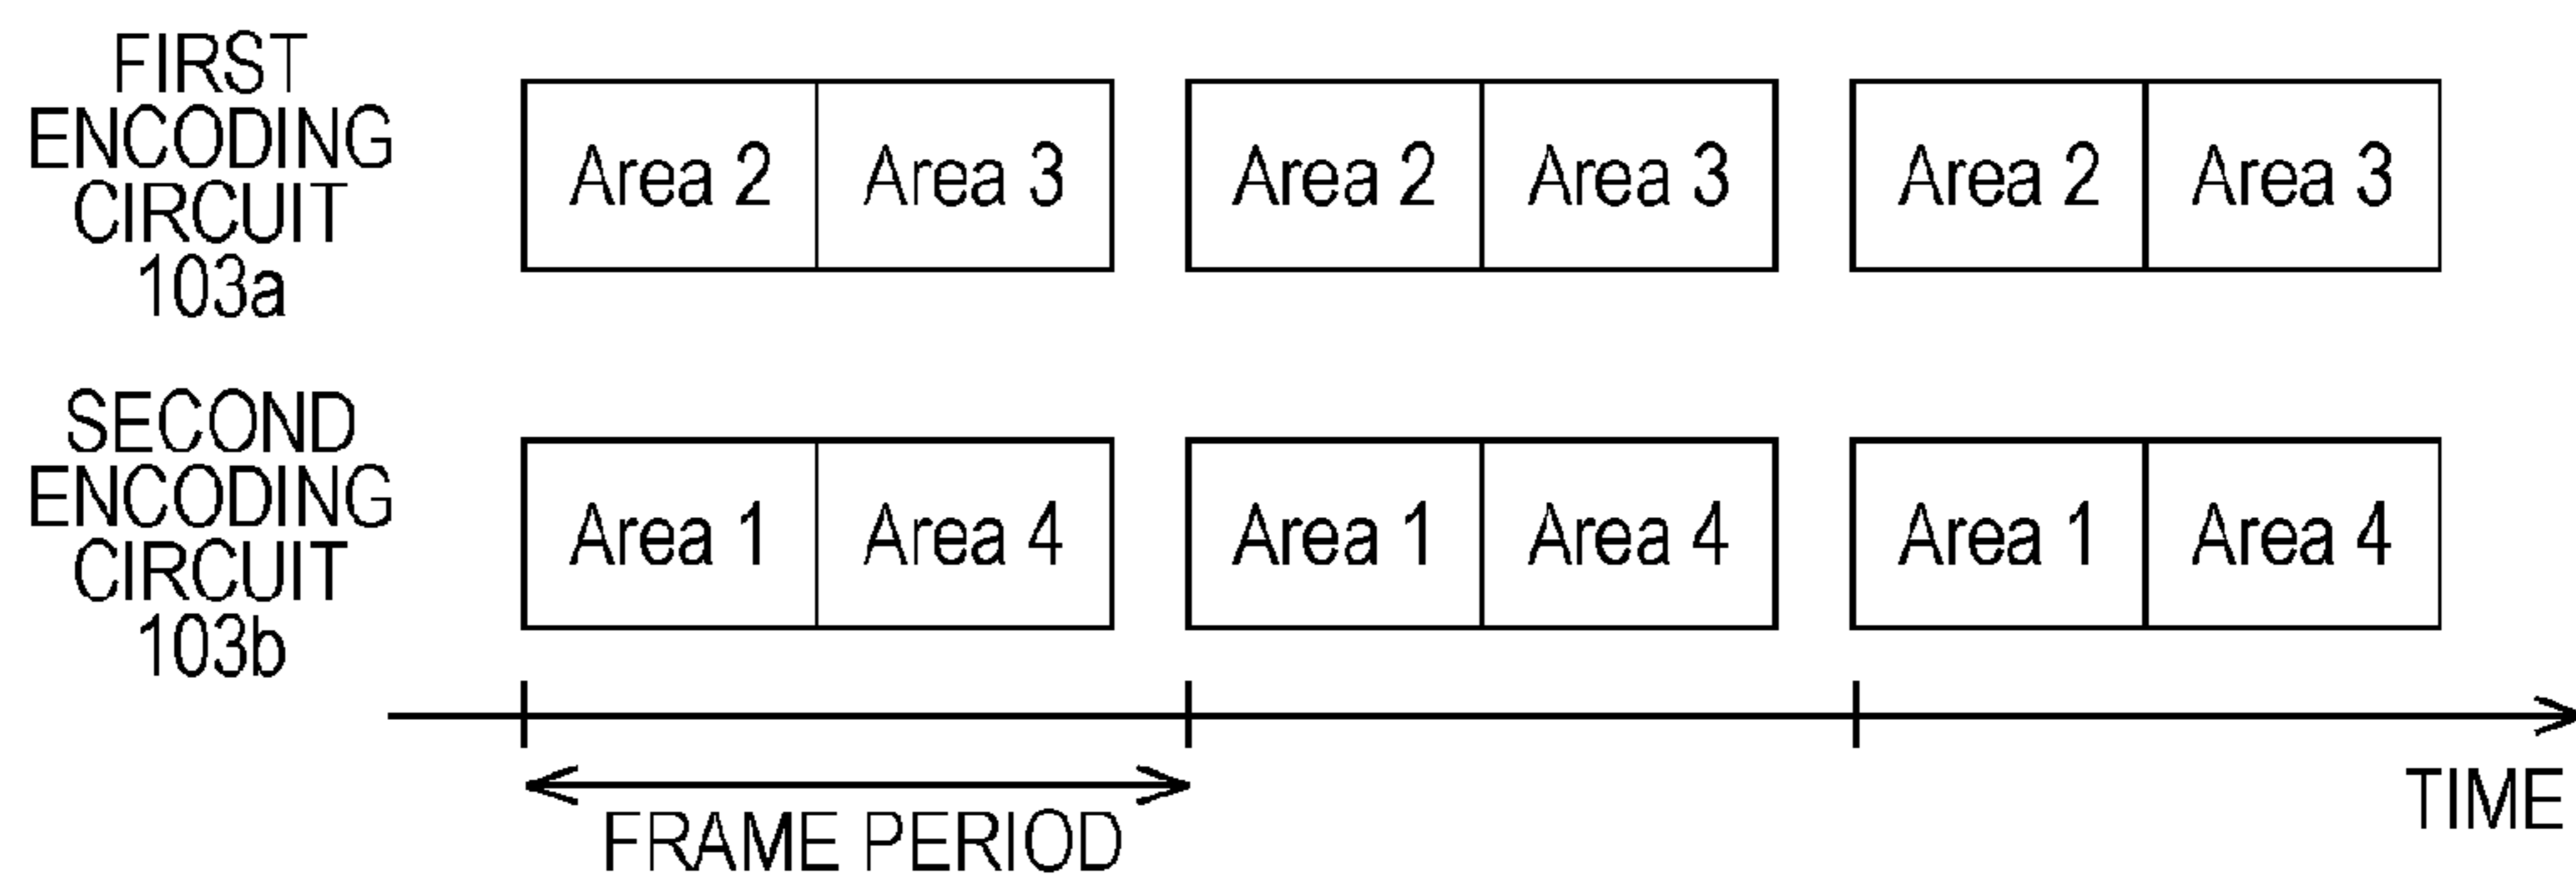 FIRST
ENCODING
CIRCUIT
103a
Area 2 Area 3 Area 2 Area 3 Area 2 Area 3
SECOND
ENCODING
CIRCUIT
103b
Area 1 Area 4 Area 1 Area 4 Area 1 Area 4
FRAME PERIOD
TIME